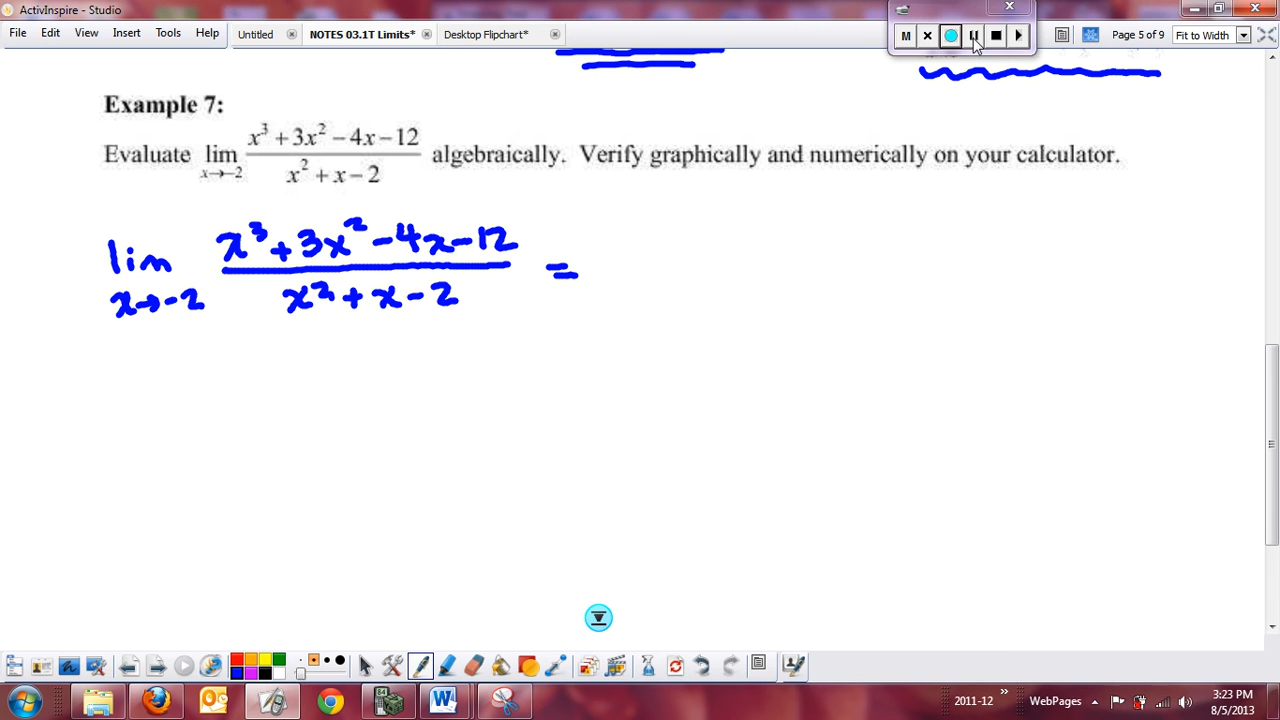 ActivInspire - Studio
File Edit View Insert Tools Help Untitled NOTES 03.1T Limits* Desktop Flipchart* M Page 5 of 9 Fit to Width
Example 7:
Evaluate lim x→-2 (x³ + 3x² − 4x − 12)/(x² + x − 2) algebraically. Verify graphically and numerically on your calculator.
lim x→-2 (x³ + 3x² − 4x − 12)/(x² + x − 2) =
2011-12 WebPages 3:23 PM
8/5/2013